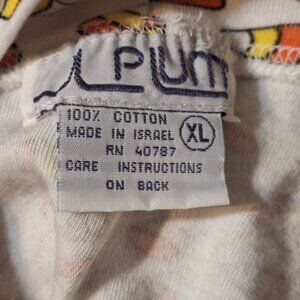 PLUM
100% COTTON
MADE IN ISRAEL
XL
RN 40787
CARE INSTRUCTIONS
ON BACK